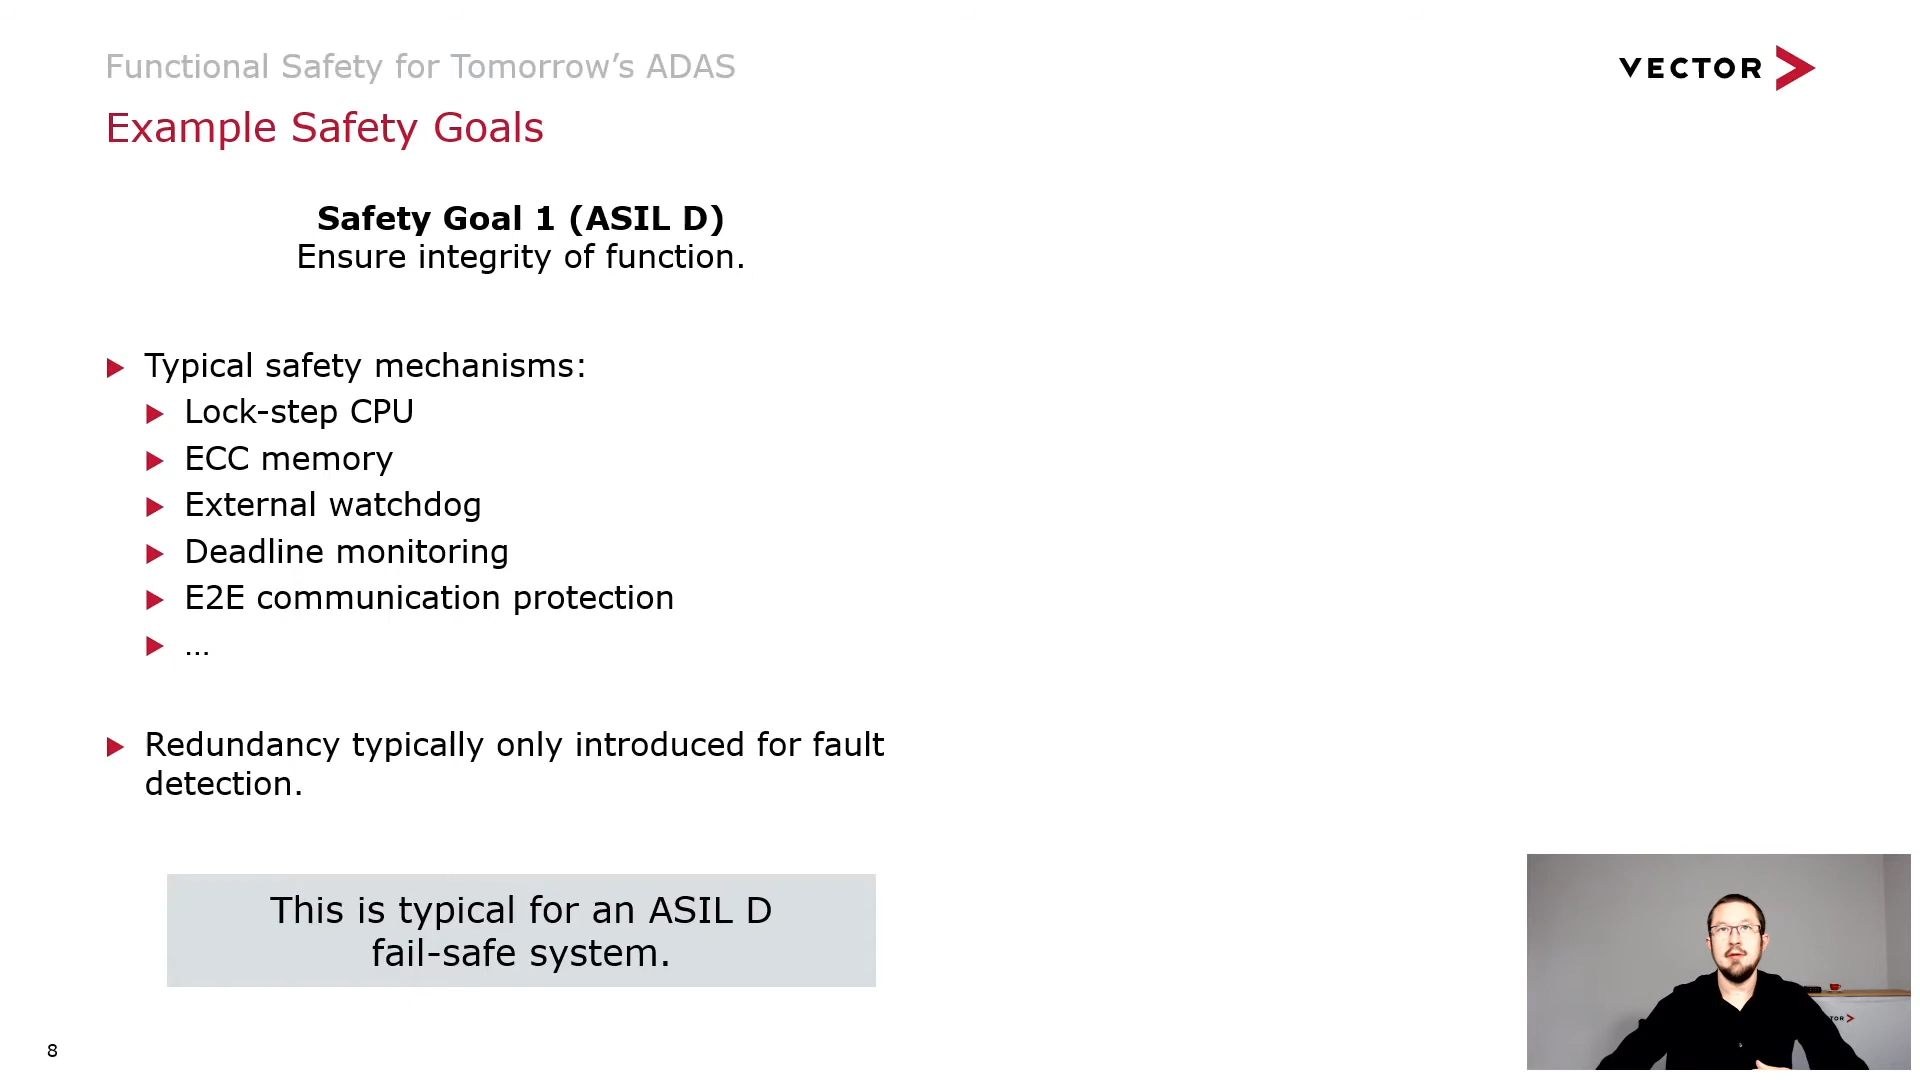 Functional Safety for Tomorrow's ADAS
VECTOR
Example Safety Goals
Safety Goal 1 (ASIL D)
Ensure integrity of function.
Typical safety mechanisms:
Lock-step CPU
ECC memory
External watchdog
Deadline monitoring
E2E communication protection
...
Redundancy typically only introduced for fault
detection.
This is typical for an ASIL D
fail-safe system.
8